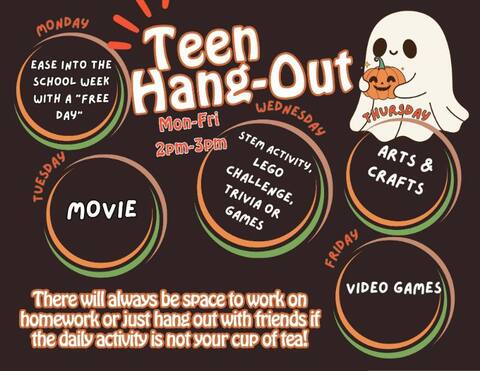 Teen
Hang-Out
Mon-Fri
2pm-3pm
MONDAY
EASE INTO THE
SCHOOL WEEK
WITH A "FREE
DAY"
TUESDAY
MOVIE
WEDNESDAY
STEM ACTIVITY,
LEGO
CHALLENGE,
TRIVIA OR
GAMES
THURSDAY
ARTS &
CRAFTS
FRIDAY
VIDEO GAMES
There will always be space to work on
homework or just hang out with friends if
the daily activity is not your cup of tea!